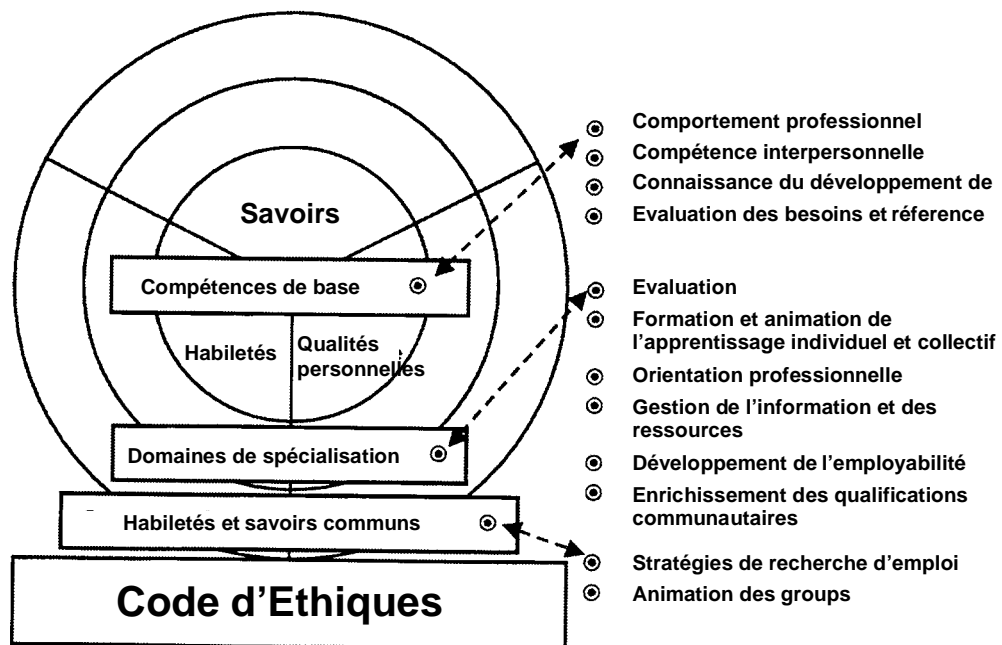 Savoirs
Compétences de base
Habiletés
Qualités
personnelles
Domaines de spécialisation
Habiletés et savoirs communs
Code d'Ethiques
Comportement professionnel
Compétence interpersonnelle
Connaissance du développement de
Evaluation des besoins et réference
Evaluation
Formation et animation de
l'apprentissage individuel et collectif
Orientation professionnelle
Gestion de l'information et des
ressources
Développement de l'employabilité
Enrichissement des qualifications
communautaires
Stratégies de recherche d'emploi
Animation des groups